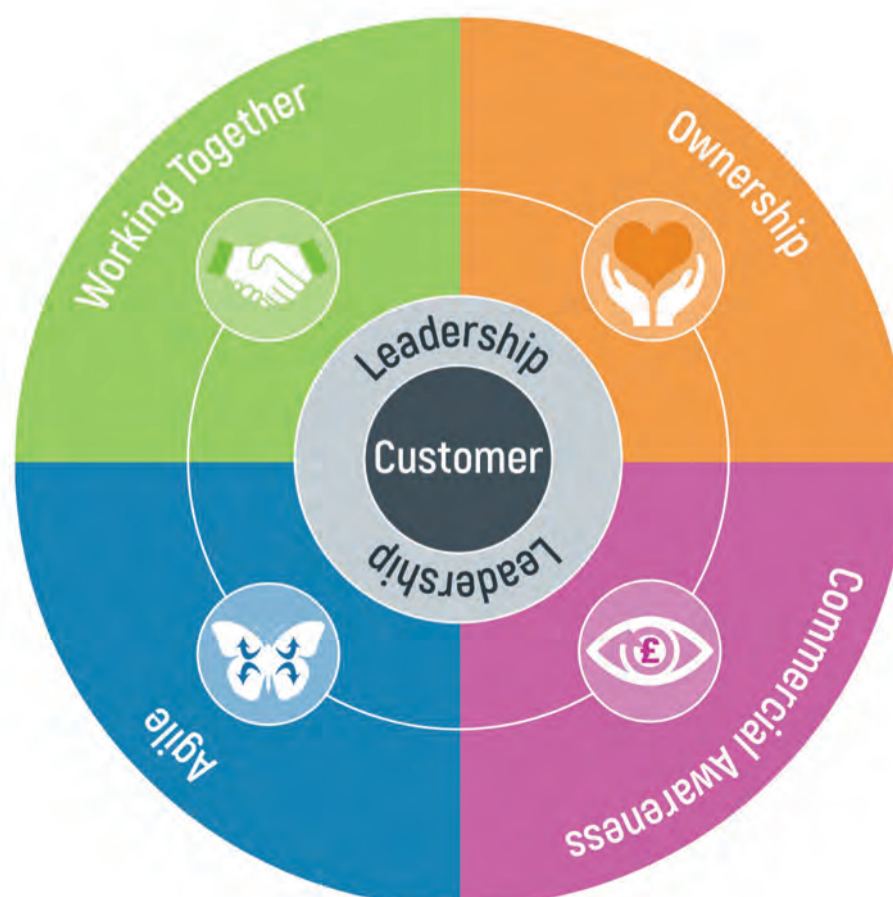 Working Together
Ownership
Leadership
Customer
Leadership
£
Agile
Commercial Awareness